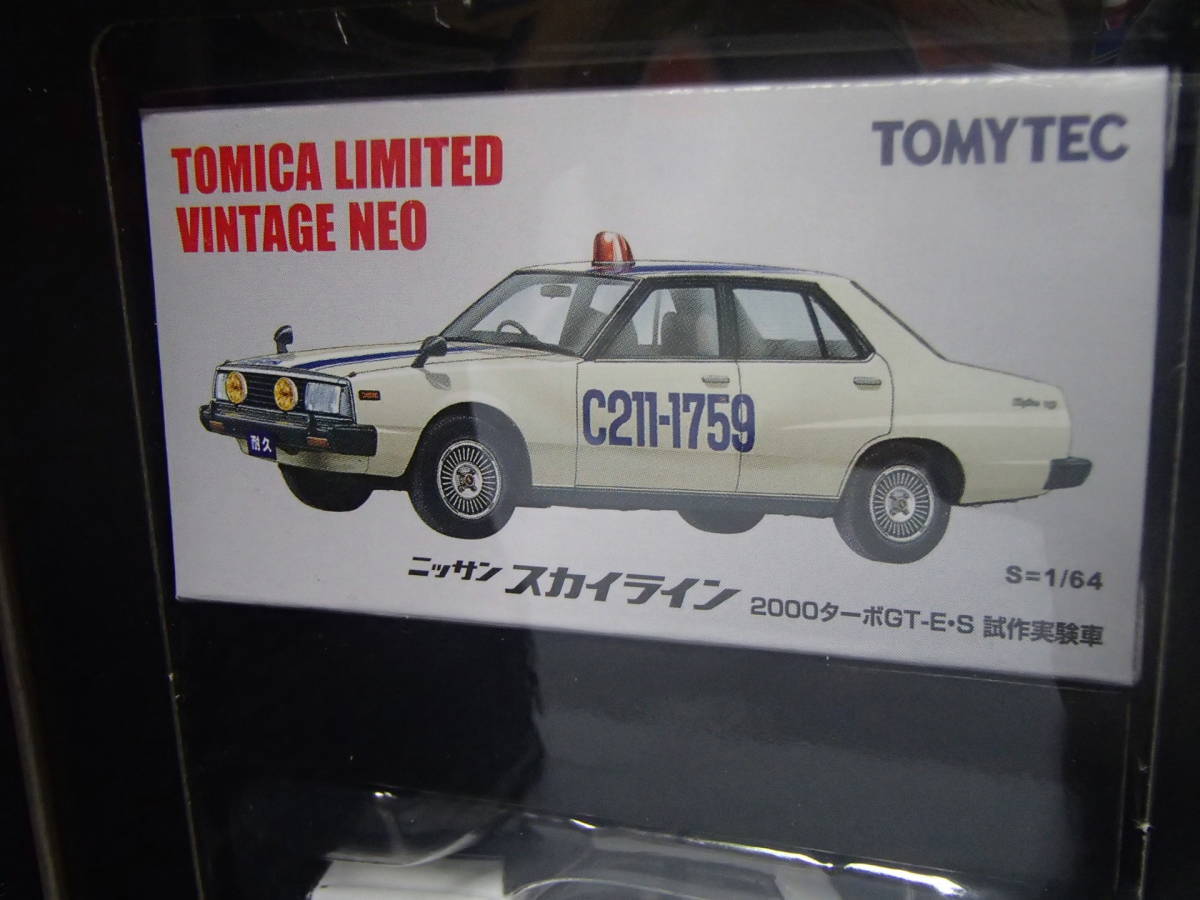 TOMICA LIMITED
VINTAGE NEO
TOMYTEC
C211-1759
耐久
ニッサン スカイライン 2000ターボGT-E・S 試作実験車
S=1/64